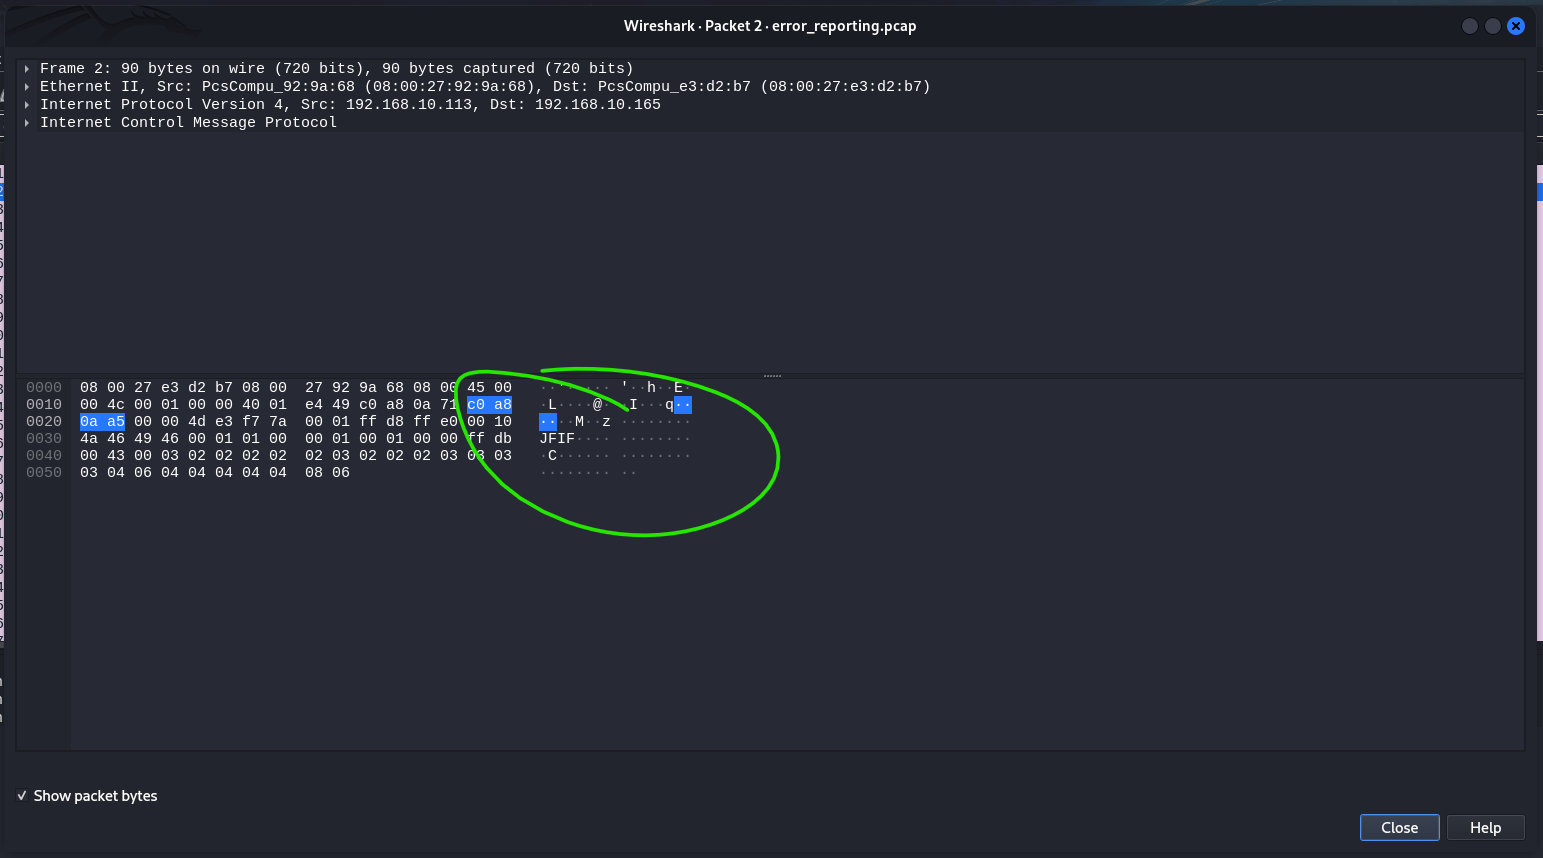 Wireshark · Packet 2 · error_reporting.pcap
Frame 2: 90 bytes on wire (720 bits), 90 bytes captured (720 bits)
Ethernet II, Src: PcsCompu_92:9a:68 (08:00:27:92:9a:68), Dst: PcsCompu_e3:d2:b7 (08:00:27:e3:d2:b7)
Internet Protocol Version 4, Src: 192.168.10.113, Dst: 192.168.10.165
Internet Control Message Protocol
0000 08 00 27 e3 d2 b7 08 00 27 92 9a 68 08 00 45 00 ··'····· '··h··E·
0010 00 4c 00 01 00 00 40 01 e4 49 c0 a8 0a 71 c0 a8 ·L····@· ·I···q··
0020 0a a5 00 00 4d e3 f7 7a 00 01 ff d8 ff e0 00 10 ····M··z ········
0030 4a 46 49 46 00 01 01 00 00 01 00 01 00 00 ff db JFIF···· ········
0040 00 43 00 03 02 02 02 02 02 03 02 02 02 03 03 03 ·C······ ········
0050 03 04 06 04 04 04 04 04 08 06 ········ ··
Show packet bytes
Close Help